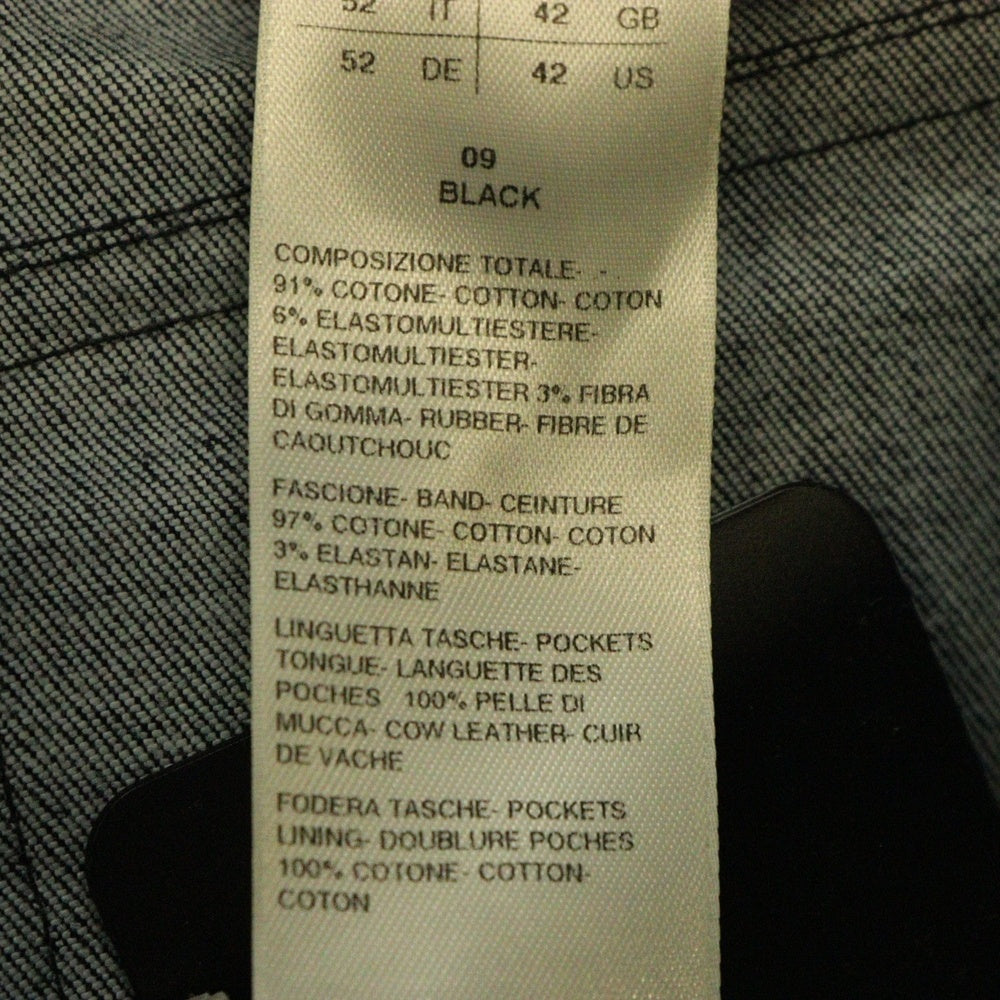 52 IT 42 GB
52 DE 42 US
09
BLACK
COMPOSIZIONE TOTALE- -
91% COTONE- COTTON- COTON
6% ELASTOMULTIESTERE-
ELASTOMULTIESTER-
ELASTOMULTIESTER 3% FIBRA
DI GOMMA- RUBBER- FIBRE DE
CAOUTCHOUC
FASCIONE- BAND- CEINTURE
97% COTONE- COTTON- COTON
3% ELASTAN- ELASTANE-
ELASTHANNE
LINGUETTA TASCHE- POCKETS
TONGUE- LANGUETTE DES
POCHES 100% PELLE DI
MUCCA- COW LEATHER- CUIR
DE VACHE
FODERA TASCHE- POCKETS
LINING- DOUBLURE POCHES
100% COTONE- COTTON-
COTON